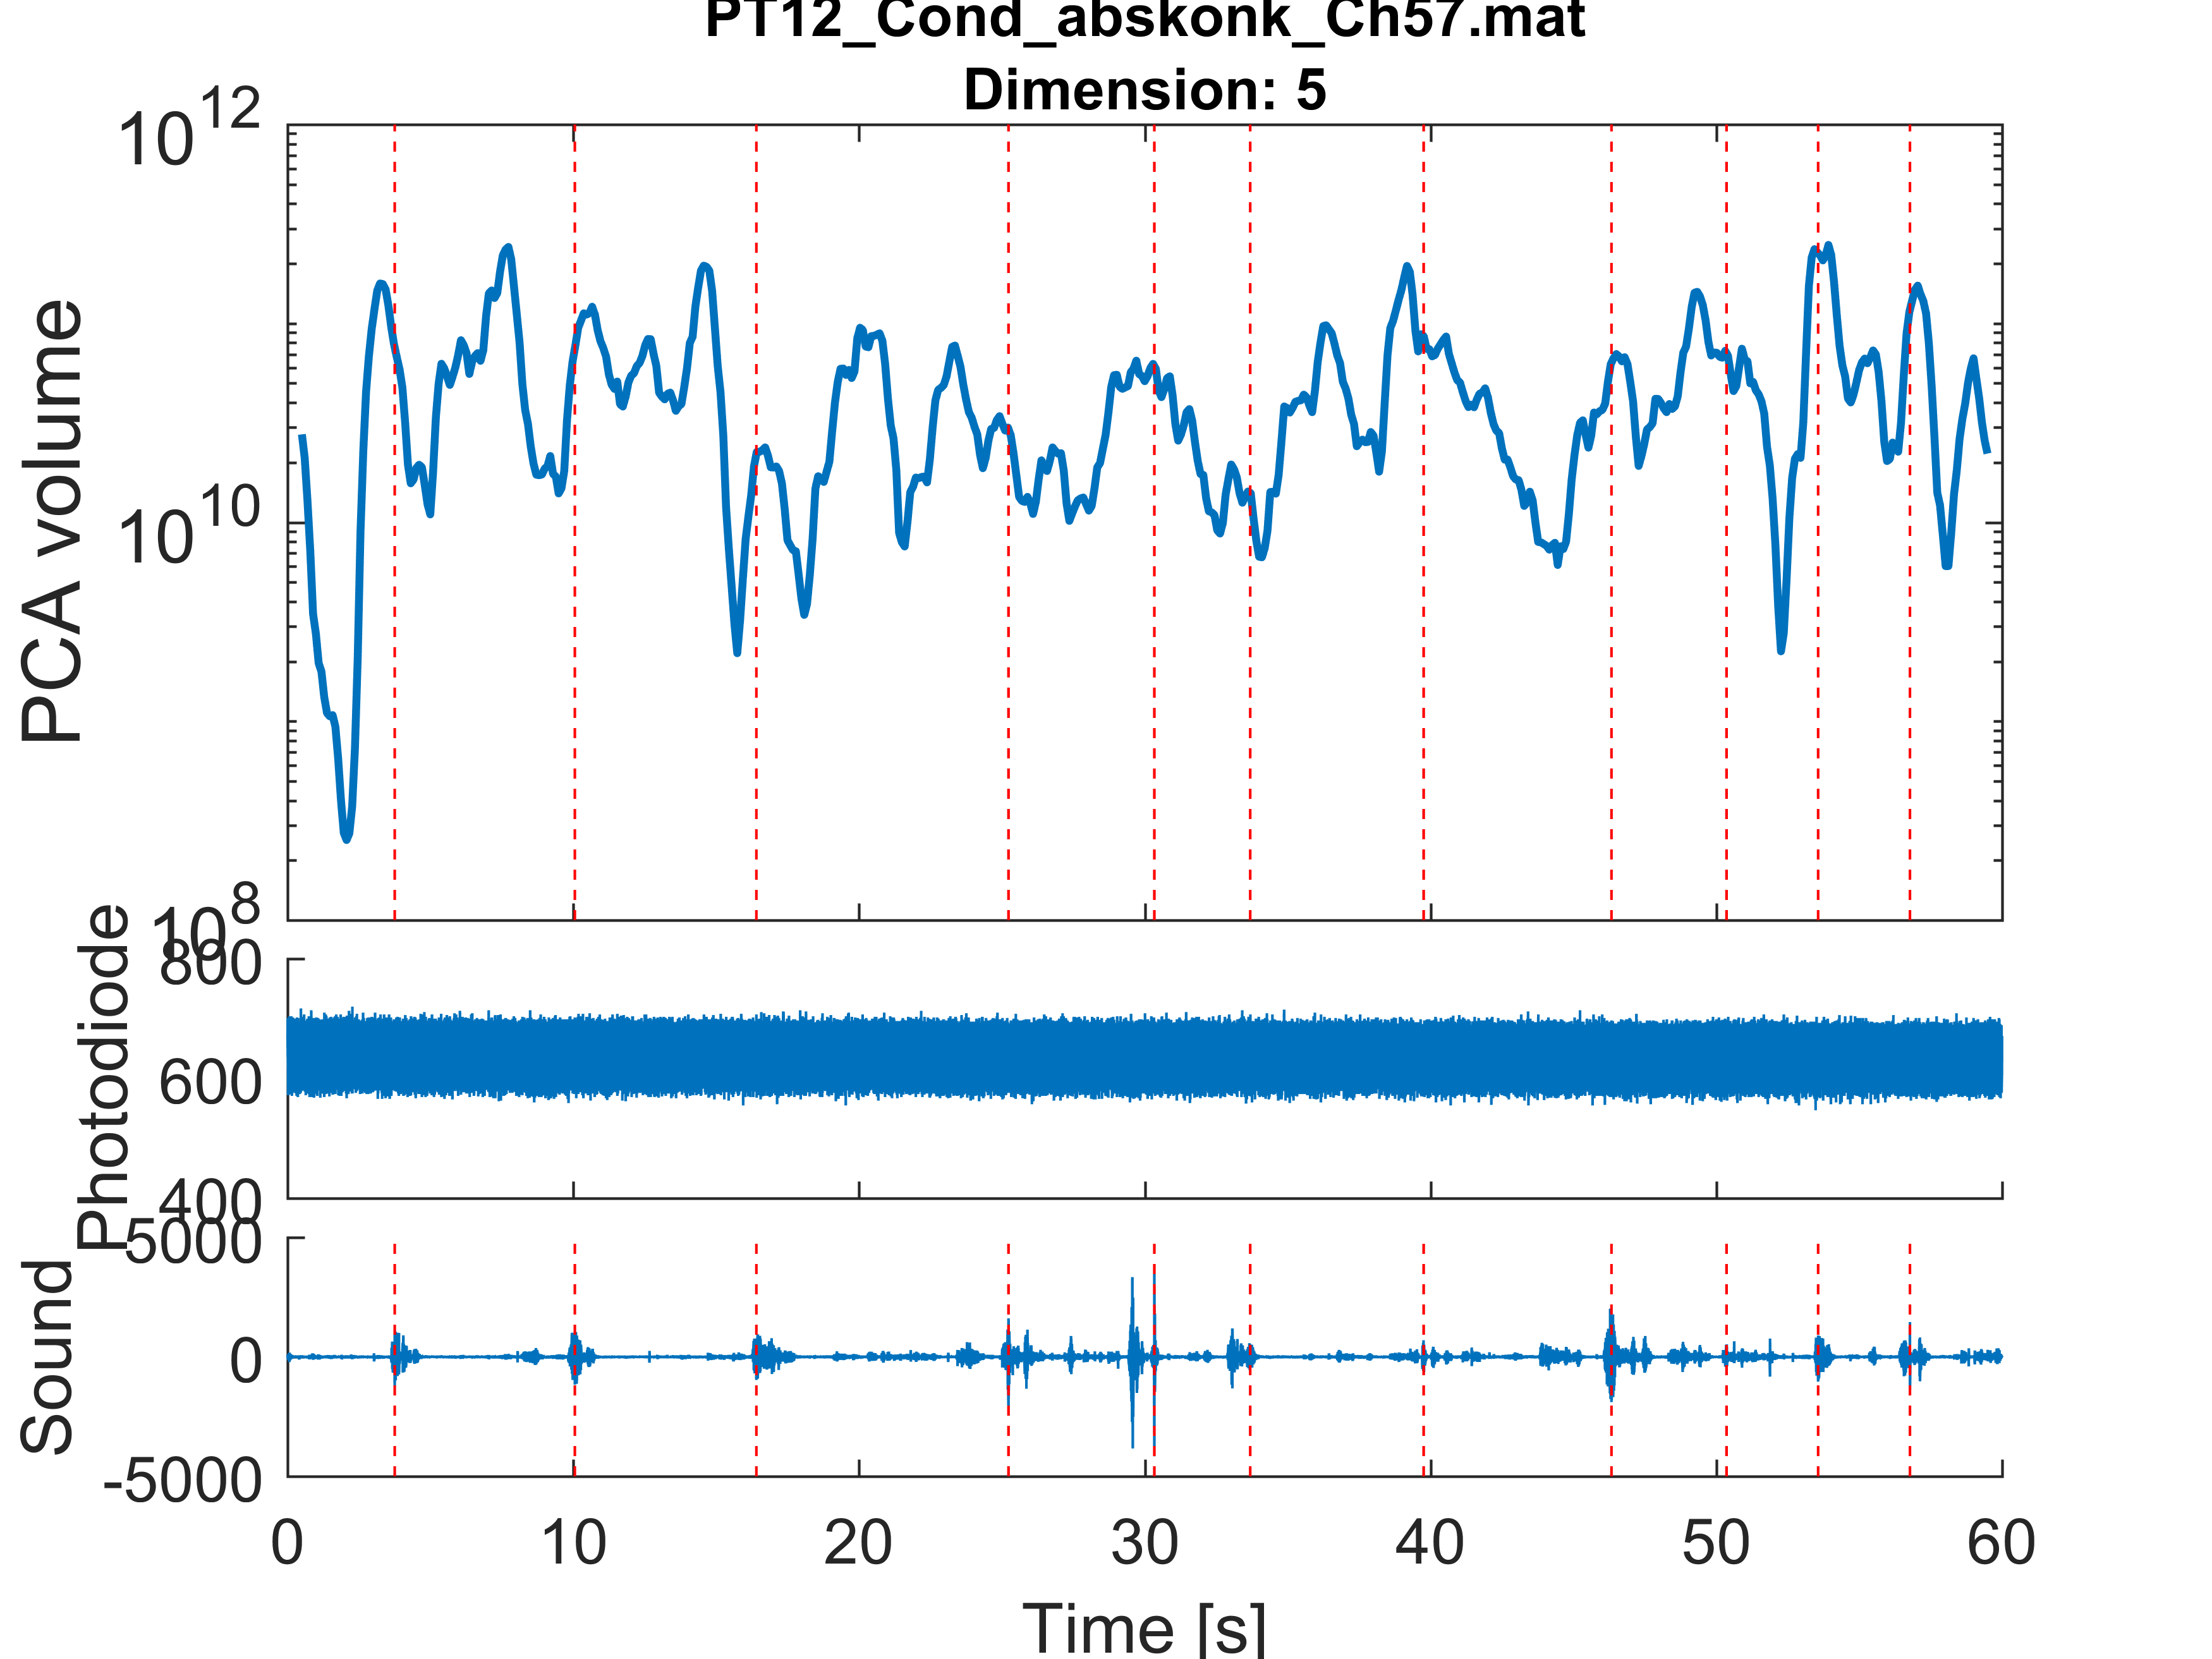 PT12_Cond_abskonk_Ch57.mat
Dimension: 5
PCA volume
10^12
10^10
10^8
Photodiode
800
600
400
Sound
5000
0
-5000
0 10 20 30 40 50 60
Time [s]